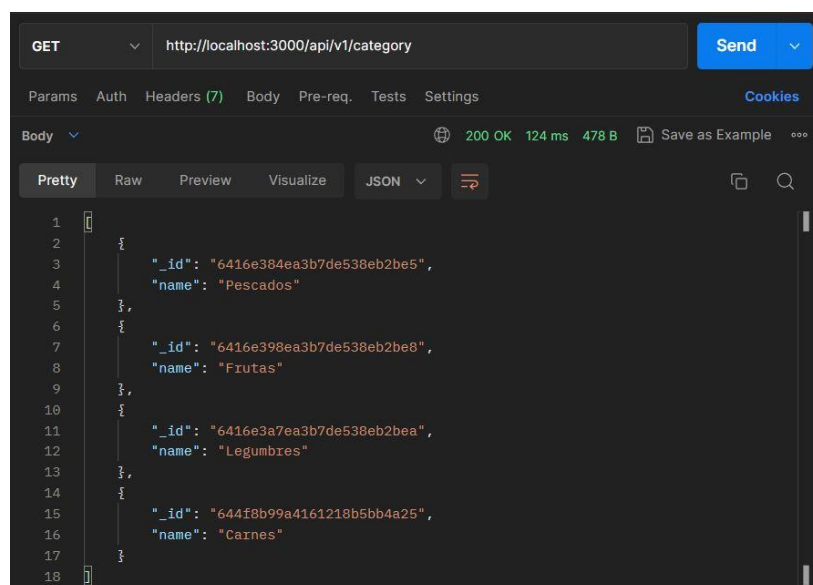 GET http://localhost:3000/api/v1/category Send
Params Auth Headers (7) Body Pre-req. Tests Settings Cookies
Body 200 OK 124 ms 478 B Save as Example
Pretty Raw Preview Visualize JSON
1 [
2 {
3 "_id": "6416e384ea3b7de538eb2be5",
4 "name": "Pescados"
5 },
6 {
7 "_id": "6416e398ea3b7de538eb2be8",
8 "name": "Frutas"
9 },
10 {
11 "_id": "6416e3a7ea3b7de538eb2bea",
12 "name": "Legumbres"
13 },
14 {
15 "_id": "644f8b99a4161218b5bb4a25",
16 "name": "Carnes"
17 }
18 ]